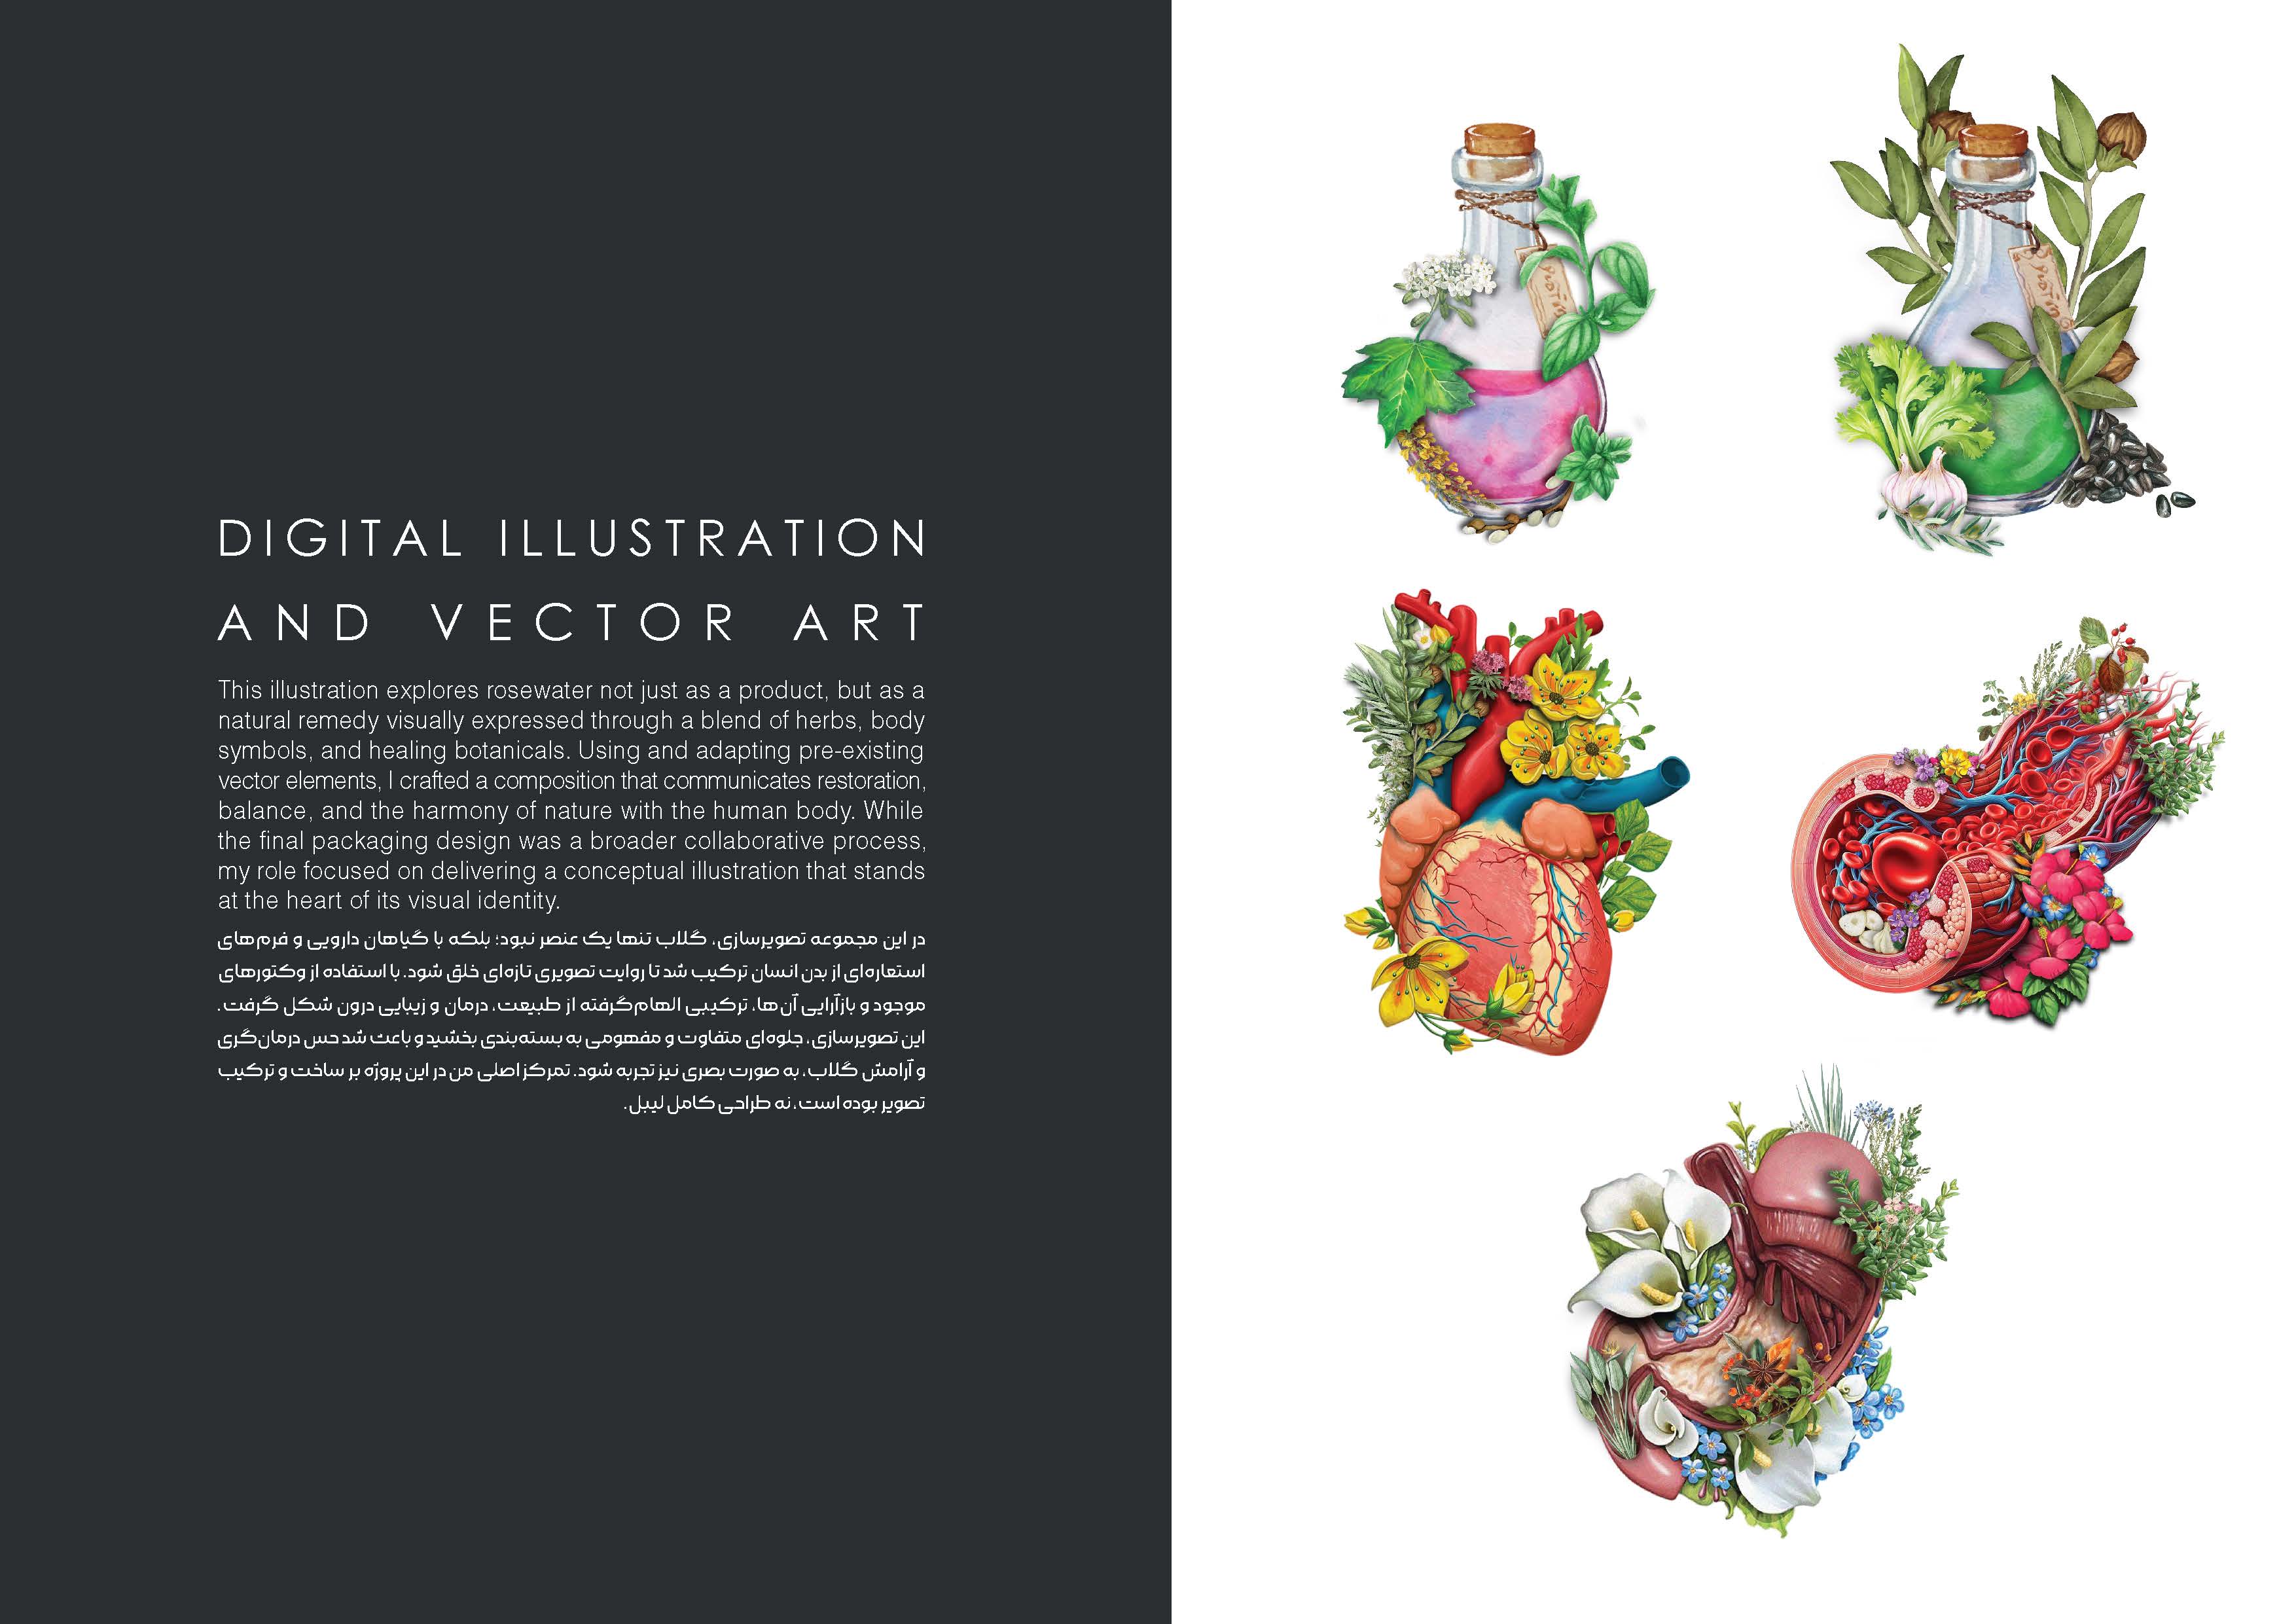 DIGITAL ILLUSTRATION
AND VECTOR ART
This illustration explores rosewater not just as a product, but as a
natural remedy visually expressed through a blend of herbs, body
symbols, and healing botanicals. Using and adapting pre-existing
vector elements, I crafted a composition that communicates restoration,
balance, and the harmony of nature with the human body. While
the final packaging design was a broader collaborative process,
my role focused on delivering a conceptual illustration that stands
at the heart of its visual identity.
در این مجموعه تصویرسازی، گلاب تنها یک عنصر نبود؛ بلکه با گیاهان دارویی و فرم‌های
استعاره‌ای از بدن انسان ترکیب شد تا روایت تصویری تازه‌ای خلق شود. با استفاده از وکتورهای
موجود و بازآرایی آن‌ها، ترکیبی الهام‌گرفته از طبیعت، درمان و زیبایی درون شکل گرفت.
این تصویرسازی، جلوه‌ای متفاوت و مفهومی به بسته‌بندی بخشید و باعث شد حس درمان‌گری
و آرامش گلاب، به صورت بصری نیز تجربه شود. تمرکز اصلی من در این پروژه بر ساخت و ترکیب
تصویر بوده است، نه طراحی کامل لیبل.